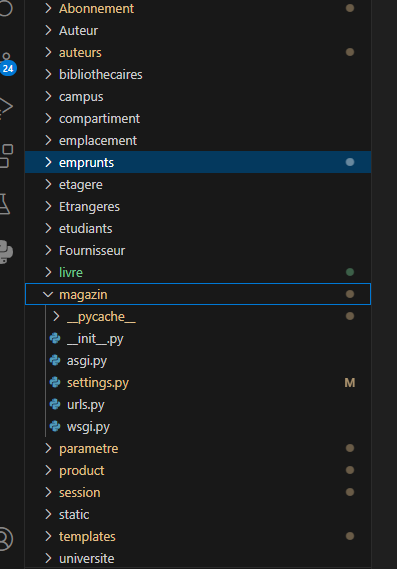 Abonnement
Auteur
auteurs
24
bibliothecaires
campus
compartiment
emplacement
emprunts
etagere
Etrangeres
etudiants
Fournisseur
livre
magazin
__pycache__
__init__.py
asgi.py
settings.py M
urls.py
wsgi.py
parametre
product
session
static
templates
universite